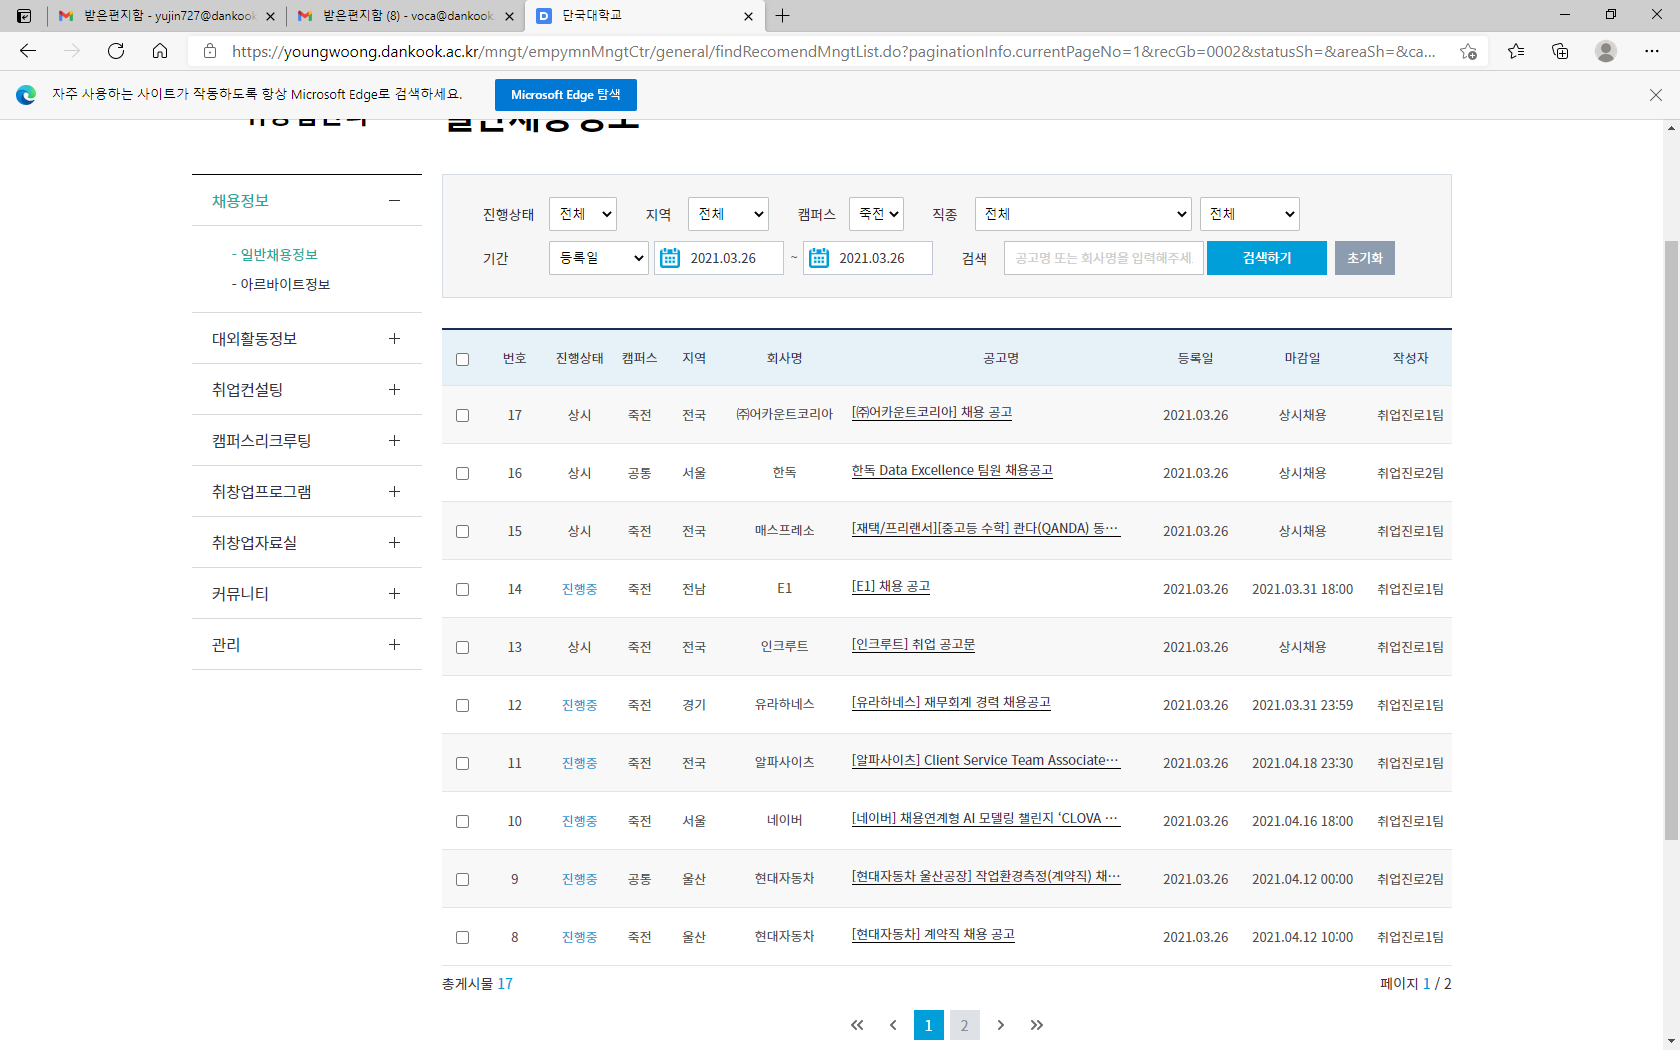 받은편지함 - yujin727@dankook
받은편지함 (8) - voca@dankook.
단국대학교
https://youngwoong.dankook.ac.kr/mngt/empymnMngtCtr/general/findRecomendMngtList.do?paginationInfo.currentPageNo=1&recGb=0002&statusSh=&areaSh=&ca...
자주 사용하는 사이트가 작동하도록 항상 Microsoft Edge로 검색하세요.
Microsoft Edge 탐색
일반채용정보
채용정보
- 일반채용정보
- 아르바이트정보
대외활동정보
취업컨설팅
캠퍼스리크루팅
취창업프로그램
취창업자료실
커뮤니티
관리
진행상태 전체 지역 전체 캠퍼스 죽전 직종 전체 전체
기간 등록일 2021.03.26 ~ 2021.03.26 검색 공고명 또는 회사명을 입력해주세. 검색하기 초기화
번호 진행상태 캠퍼스 지역 회사명 공고명 등록일 마감일 작성자
17 상시 죽전 전국 ㈜어카운트코리아 [㈜어카운트코리아] 채용 공고 2021.03.26 상시채용 취업진로1팀
16 상시 공통 서울 한독 한독 Data Excellence 팀원 채용공고 2021.03.26 상시채용 취업진로2팀
15 상시 죽전 전국 매스프레소 [재택/프리랜서][중고등 수학] 콴다(QANDA) 동… 2021.03.26 상시채용 취업진로1팀
14 진행중 죽전 전남 E1 [E1] 채용 공고 2021.03.26 2021.03.31 18:00 취업진로1팀
13 상시 죽전 전국 인크루트 [인크루트] 취업 공고문 2021.03.26 상시채용 취업진로1팀
12 진행중 죽전 경기 유라하네스 [유라하네스] 재무회계 경력 채용공고 2021.03.26 2021.03.31 23:59 취업진로1팀
11 진행중 죽전 전국 알파사이츠 [알파사이츠] Client Service Team Associate… 2021.03.26 2021.04.18 23:30 취업진로1팀
10 진행중 죽전 서울 네이버 [네이버] 채용연계형 AI 모델링 챌린지 ‘CLOVA … 2021.03.26 2021.04.16 18:00 취업진로1팀
9 진행중 공통 울산 현대자동차 [현대자동차 울산공장] 작업환경측정(계약직) 채… 2021.03.26 2021.04.12 00:00 취업진로2팀
8 진행중 죽전 울산 현대자동차 [현대자동차] 계약직 채용 공고 2021.03.26 2021.04.12 10:00 취업진로1팀
총게시물 17
페이지 1 / 2
1 2